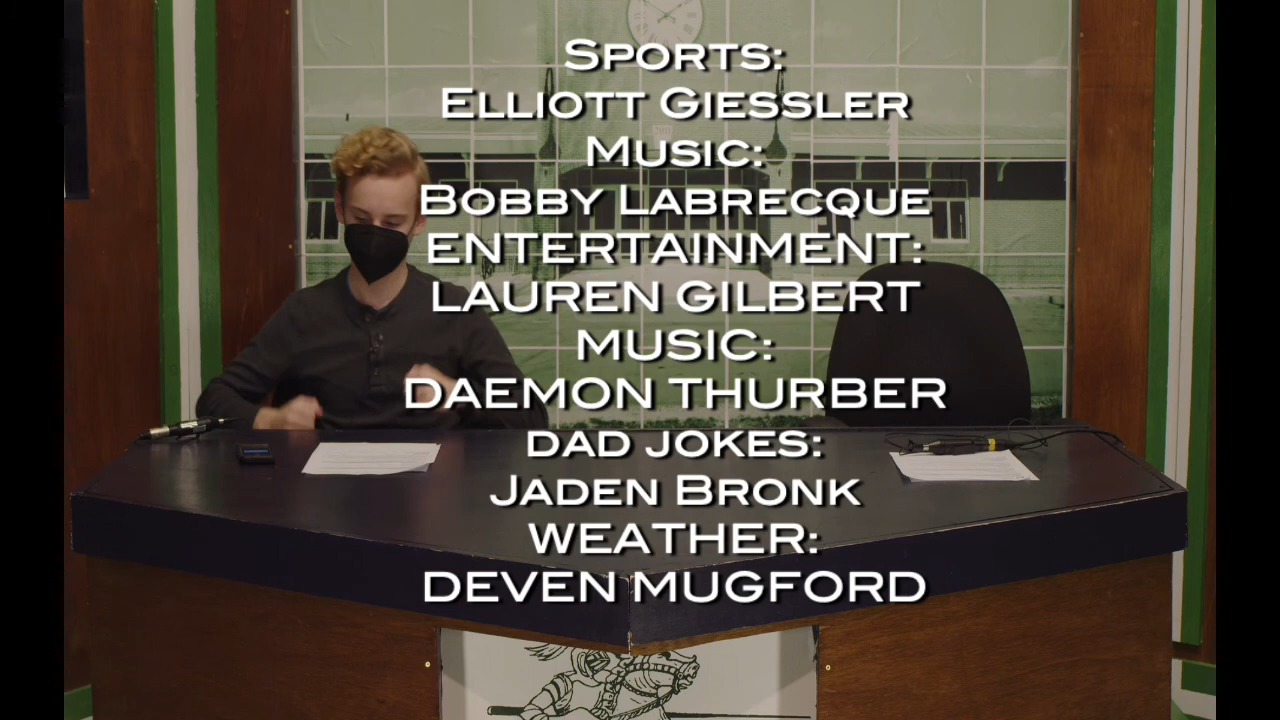 Sports:
Elliott Giessler
Music:
Bobby Labrecque
ENTERTAINMENT:
LAUREN GILBERT
MUSIC:
DAEMON THURBER
DAD JOKES:
Jaden Bronk
WEATHER:
DEVEN MUGFORD